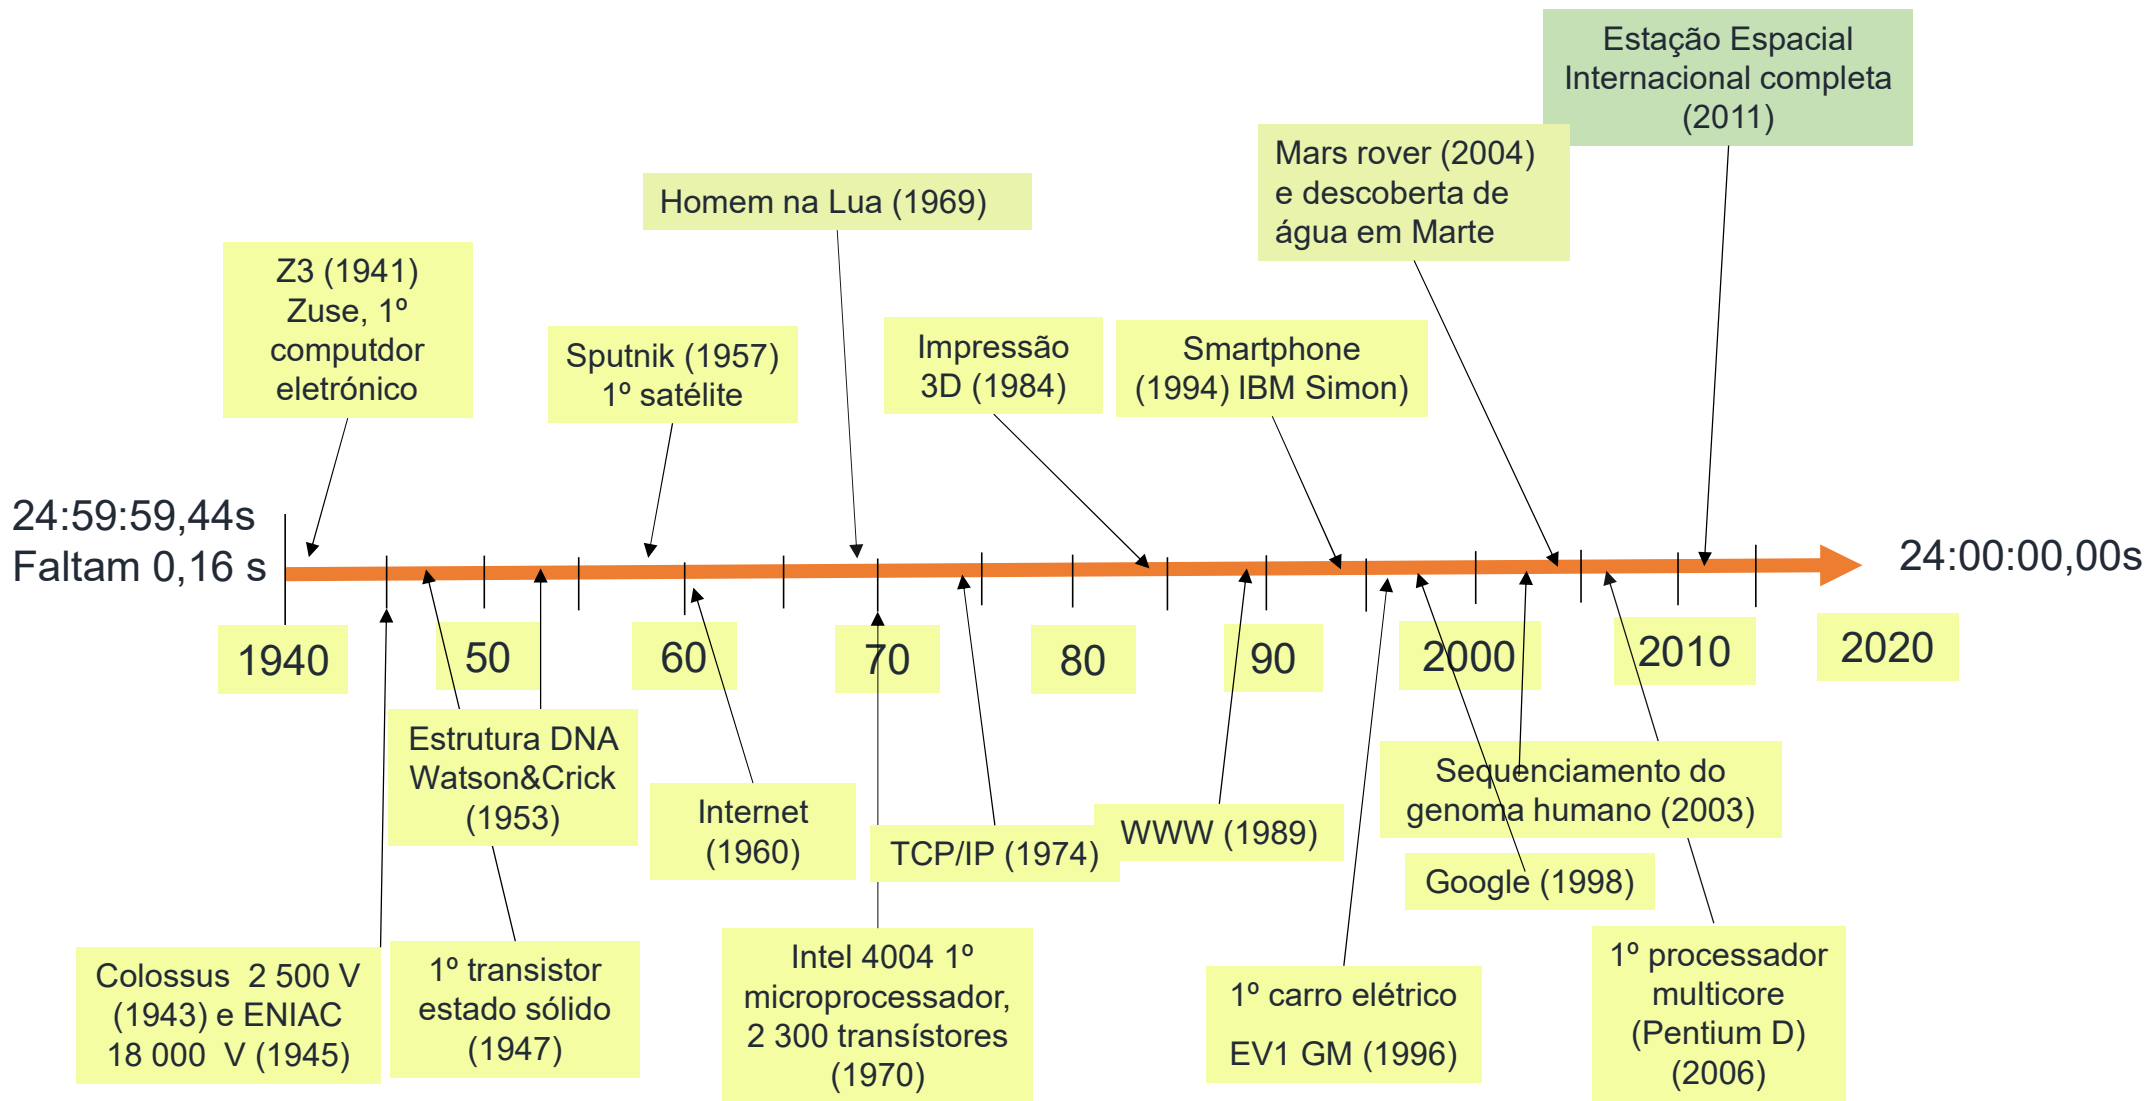 Estação Espacial
Internacional completa
(2011)
Mars rover (2004)
e descoberta de
água em Marte
Homem na Lua (1969)
Z3 (1941)
Zuse, 1º
computdor
eletrónico
Sputnik (1957)
1º satélite
Impressão
3D (1984)
Smartphone
(1994) IBM Simon)
24:59:59,44s
Faltam 0,16 s
24:00:00,00s
1940
50
60
70
80
90
2000
2010
2020
Estrutura DNA
Watson&Crick
(1953)
Internet
(1960)
TCP/IP (1974)
WWW (1989)
Sequenciamento do
genoma humano (2003)
Google (1998)
Colossus 2 500 V
(1943) e ENIAC
18 000 V (1945)
1º transistor
estado sólido
(1947)
Intel 4004 1º
microprocessador,
2 300 transístores
(1970)
1º carro elétrico
EV1 GM (1996)
1º processador
multicore
(Pentium D)
(2006)